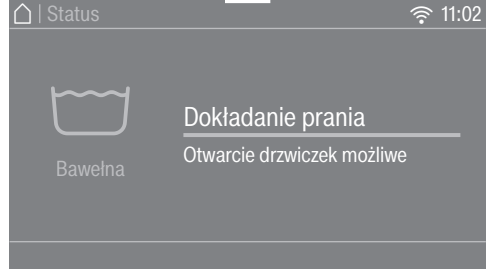 | Status 11:02
Dokładanie prania
Otwarcie drzwiczek możliwe
Bawełna